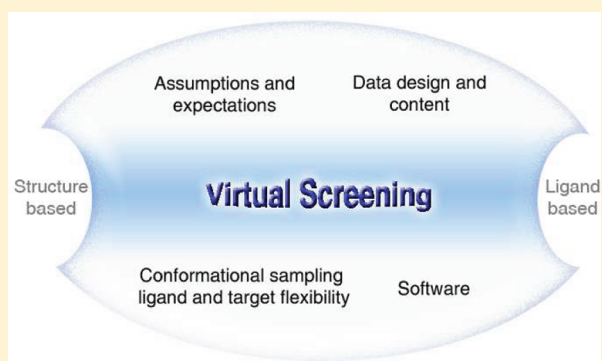 Assumptions and
expectations
Data design and
content
Structure
based
Virtual Screening
Ligand
based
Conformational sampling
ligand and target flexibility
Software